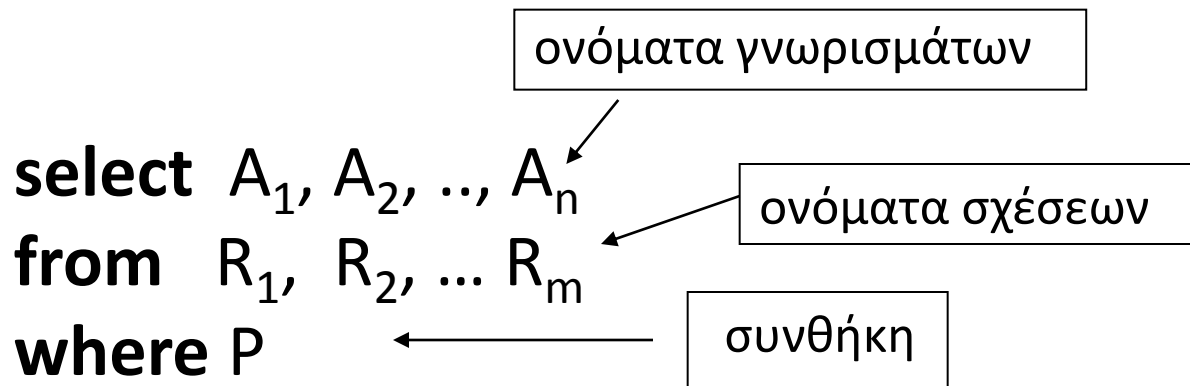 ονόματα γνωρισμάτων
select A₁, A₂, .., Aₙ
ονόματα σχέσεων
from R₁, R₂, ... Rₘ
where P
συνθήκη